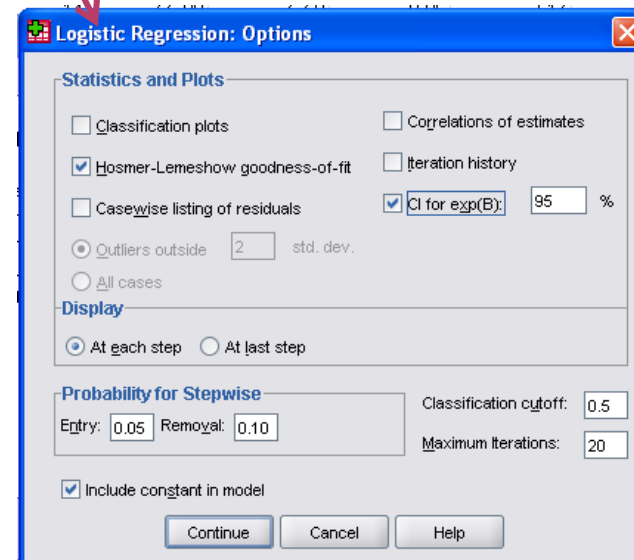 Logistic Regression: Options
Statistics and Plots
Classification plots
Correlations of estimates
Hosmer-Lemeshow goodness-of-fit
Iteration history
Casewise listing of residuals
CI for exp(B): 95 %
Outliers outside 2 std. dev.
All cases
Display
At each step At last step
Probability for Stepwise
Entry: 0.05 Removal: 0.10
Classification cutoff: 0.5
Maximum Iterations: 20
Include constant in model
Continue Cancel Help